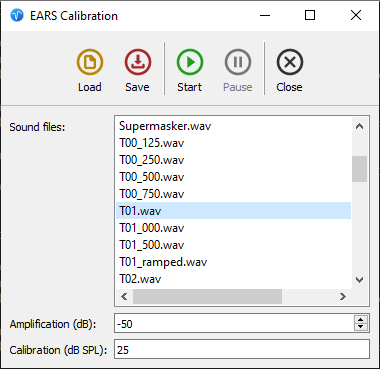 EARS Calibration
Load Save Start Pause Close
Sound files:
Supermasker.wav
T00_125.wav
T00_250.wav
T00_500.wav
T00_750.wav
T01.wav
T01_000.wav
T01_500.wav
T01_ramped.wav
T02.wav
Amplification (dB): -50
Calibration (dB SPL): 25